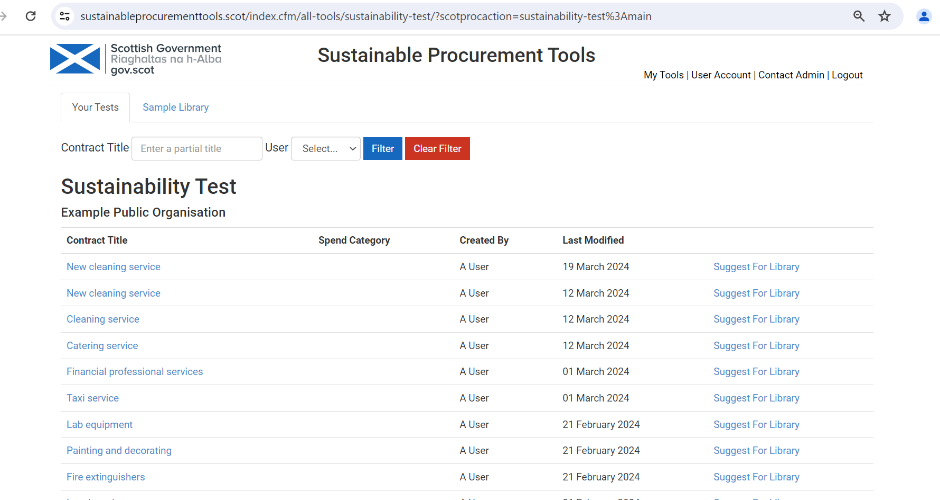 sustainableprocurementtools.scot/index.cfm/all-tools/sustainability-test/?scotprocaction=sustainability-test%3Amain
Scottish Government
Riaghaltas na h-Alba
gov.scot
Sustainable Procurement Tools
My Tools | User Account | Contact Admin | Logout
Your Tests Sample Library
Contract Title Enter a partial title User Select... Filter Clear Filter
Sustainability Test
Example Public Organisation
Contract Title Spend Category Created By Last Modified
New cleaning service A User 19 March 2024 Suggest For Library
New cleaning service A User 12 March 2024 Suggest For Library
Cleaning service A User 12 March 2024 Suggest For Library
Catering service A User 12 March 2024 Suggest For Library
Financial professional services A User 01 March 2024 Suggest For Library
Taxi service A User 01 March 2024 Suggest For Library
Lab equipment A User 21 February 2024 Suggest For Library
Painting and decorating A User 21 February 2024 Suggest For Library
Fire extinguishers A User 21 February 2024 Suggest For Library